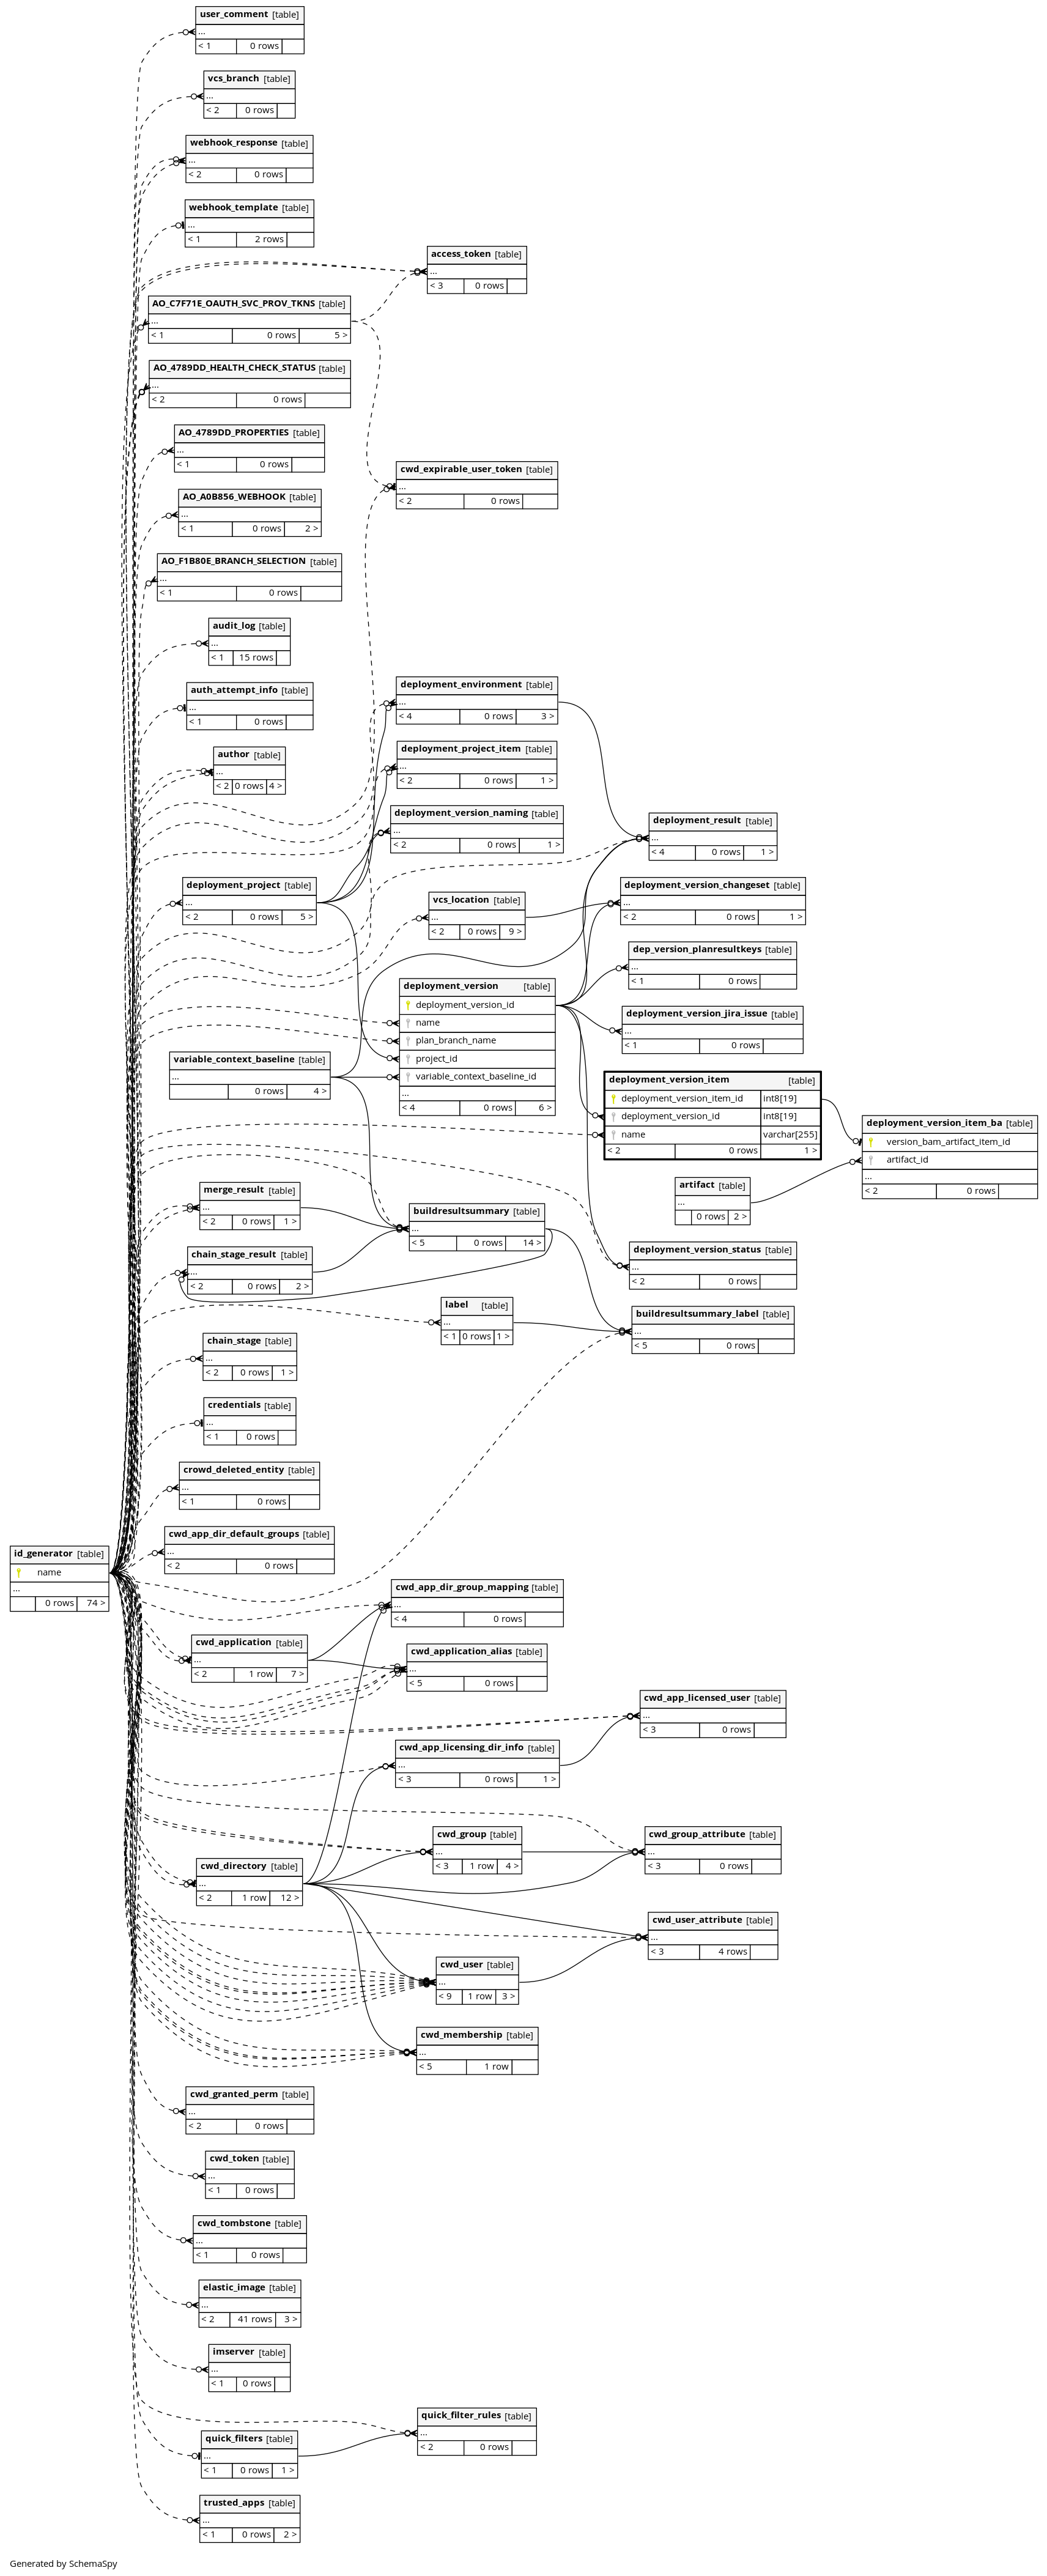 user_comment [table]
...
< 1 0 rows
vcs_branch [table]
...
< 2 0 rows
webhook_response [table]
...
< 2 0 rows
webhook_template [table]
...
< 1 2 rows
access_token [table]
...
< 3 0 rows
AO_C7F71E_OAUTH_SVC_PROV_TKNS [table]
...
< 1 0 rows 5 >
AO_4789DD_HEALTH_CHECK_STATUS [table]
...
< 2 0 rows
AO_4789DD_PROPERTIES [table]
...
< 1 0 rows
cwd_expirable_user_token [table]
...
< 2 0 rows
AO_A0B856_WEBHOOK [table]
...
< 1 0 rows 2 >
AO_F1B80E_BRANCH_SELECTION [table]
...
< 1 0 rows
audit_log [table]
...
< 1 15 rows
auth_attempt_info [table]
...
< 1 0 rows
deployment_environment [table]
...
< 4 0 rows 3 >
author [table]
...
< 2 0 rows 4 >
deployment_project_item [table]
...
< 2 0 rows 1 >
deployment_version_naming [table]
...
< 2 0 rows 1 >
deployment_result [table]
...
< 4 0 rows 1 >
deployment_project [table]
...
< 2 0 rows 5 >
vcs_location [table]
...
< 2 0 rows 9 >
deployment_version_changeset [table]
...
< 2 0 rows 1 >
dep_version_planresultkeys [table]
...
< 1 0 rows
deployment_version [table]
deployment_version_id
name
plan_branch_name
project_id
variable_context_baseline_id
...
< 4 0 rows 6 >
deployment_version_jira_issue [table]
...
< 1 0 rows
variable_context_baseline [table]
...
0 rows 4 >
deployment_version_item [table]
deployment_version_item_id int8[19]
deployment_version_id int8[19]
name varchar[255]
< 2 0 rows 1 >
deployment_version_item_ba [table]
version_bam_artifact_item_id
artifact_id
...
< 2 0 rows
artifact [table]
...
0 rows 2 >
merge_result [table]
...
< 2 0 rows 1 >
buildresultsummary [table]
...
< 5 0 rows 14 >
chain_stage_result [table]
...
< 2 0 rows 2 >
deployment_version_status [table]
...
< 2 0 rows
label [table]
...
< 1 0 rows 1 >
buildresultsummary_label [table]
...
< 5 0 rows
chain_stage [table]
...
< 2 0 rows 1 >
credentials [table]
...
< 1 0 rows
crowd_deleted_entity [table]
...
< 1 0 rows
cwd_app_dir_default_groups [table]
...
< 2 0 rows
id_generator [table]
name
...
0 rows 74 >
cwd_app_dir_group_mapping [table]
...
< 4 0 rows
cwd_application [table]
...
< 2 1 row 7 >
cwd_application_alias [table]
...
< 5 0 rows
cwd_app_licensed_user [table]
...
< 3 0 rows
cwd_app_licensing_dir_info [table]
...
< 3 0 rows 1 >
cwd_group [table]
...
< 3 1 row 4 >
cwd_group_attribute [table]
...
< 3 0 rows
cwd_directory [table]
...
< 2 1 row 12 >
cwd_user_attribute [table]
...
< 3 4 rows
cwd_user [table]
...
< 9 1 row 3 >
cwd_membership [table]
...
< 5 1 row
cwd_granted_perm [table]
...
< 2 0 rows
cwd_token [table]
...
< 1 0 rows
cwd_tombstone [table]
...
< 1 0 rows
elastic_image [table]
...
< 2 41 rows 3 >
imserver [table]
...
< 1 0 rows
quick_filter_rules [table]
...
< 2 0 rows
quick_filters [table]
...
< 1 0 rows 1 >
trusted_apps [table]
...
< 1 0 rows 2 >
Generated by SchemaSpy